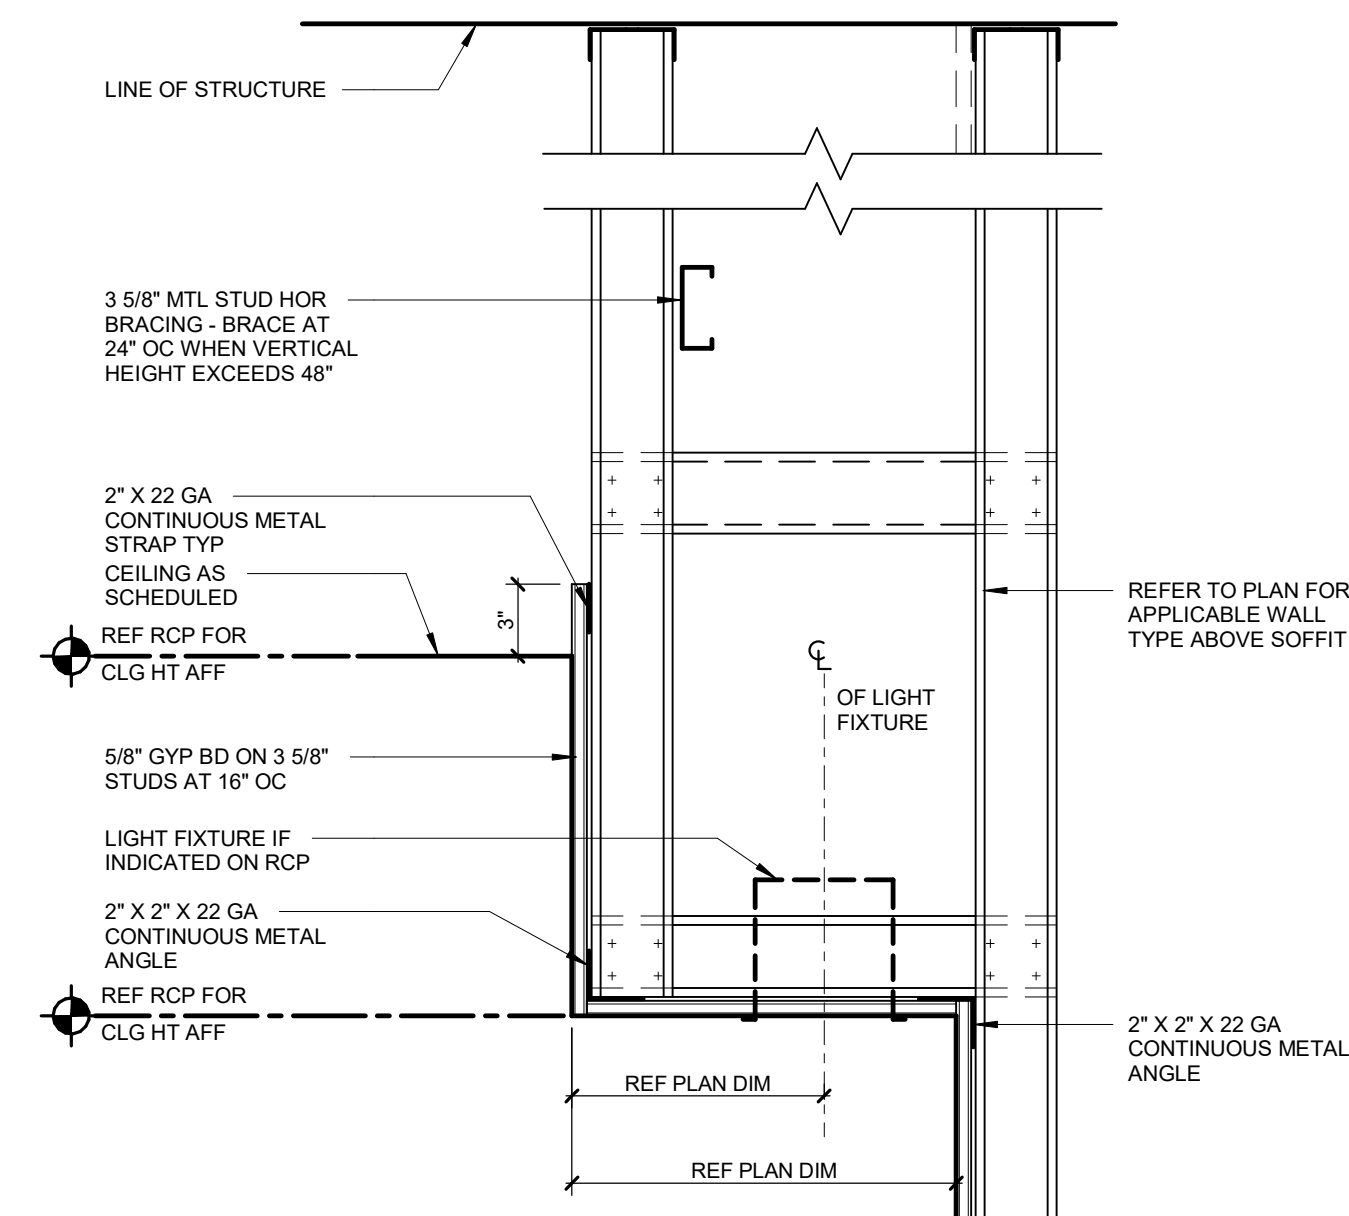 LINE OF STRUCTURE
3 5/8" MTL STUD HOR
BRACING - BRACE AT
24" OC WHEN VERTICAL
HEIGHT EXCEEDS 48"
2" X 22 GA
CONTINUOUS METAL
STRAP TYP
CEILING AS
SCHEDULED
3"
REF RCP FOR
CLG HT AFF
REFER TO PLAN FOR
APPLICABLE WALL
TYPE ABOVE SOFFIT
CL
OF LIGHT
FIXTURE
5/8" GYP BD ON 3 5/8"
STUDS AT 16" OC
LIGHT FIXTURE IF
INDICATED ON RCP
2" X 2" X 22 GA
CONTINUOUS METAL
ANGLE
REF RCP FOR
CLG HT AFF
2" X 2" X 22 GA
CONTINUOUS METAL
ANGLE
REF PLAN DIM
REF PLAN DIM